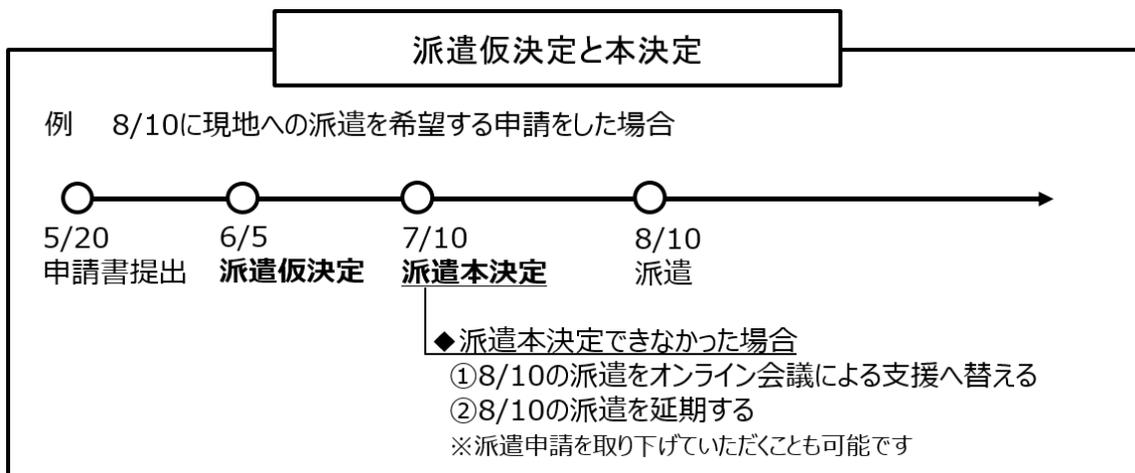 派遣仮決定と本決定
例　8/10に現地への派遣を希望する申請をした場合
5/20 6/5 7/10 8/10
申請書提出 派遣仮決定 派遣本決定 派遣
◆派遣本決定できなかった場合
①8/10の派遣をオンライン会議による支援へ替える
②8/10の派遣を延期する
※派遣申請を取り下げていただくことも可能です